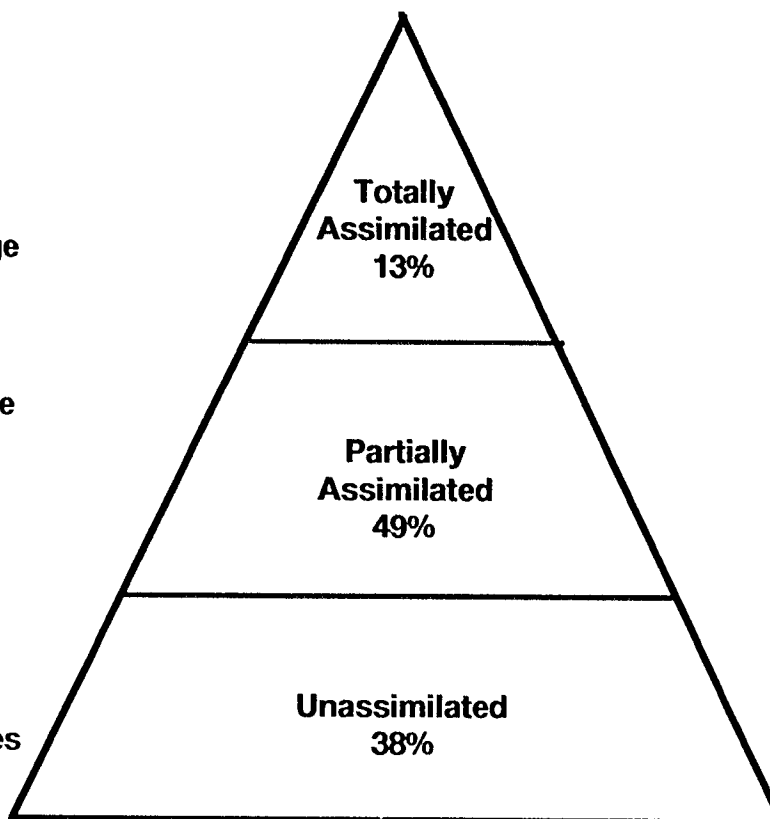 Totally
Assimilated
13%
Partially
Assimilated
49%
Unassimilated
38%